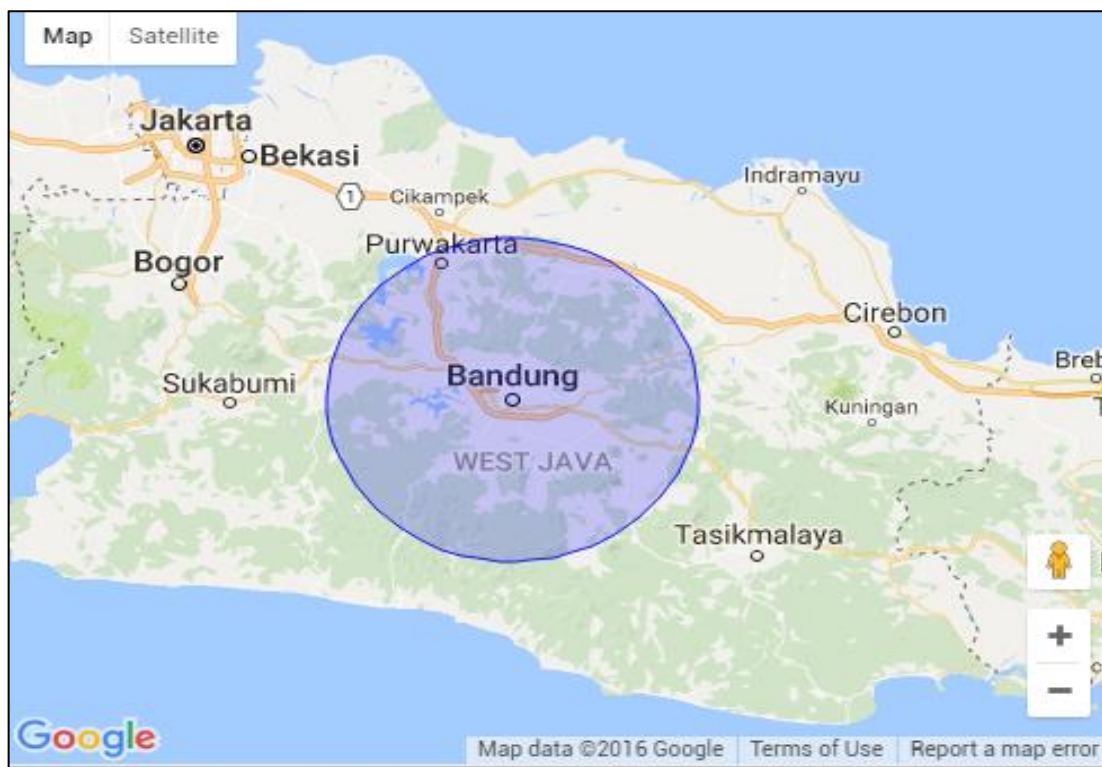 Map Satellite
Jakarta
Bekasi
1
Cikampek
Indramayu
Purwakarta
Bogor
Cirebon
Breb
Bandung
Sukabumi
Kuningan
T
WEST JAVA
Tasikmalaya
+
−
Google
Map data ©2016 Google Terms of Use Report a map error